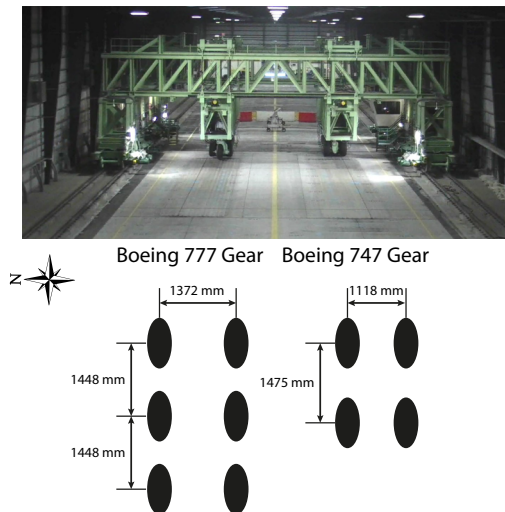 Boeing 777 Gear
Boeing 747 Gear
N
1372 mm
1118 mm
1448 mm
1475 mm
1448 mm